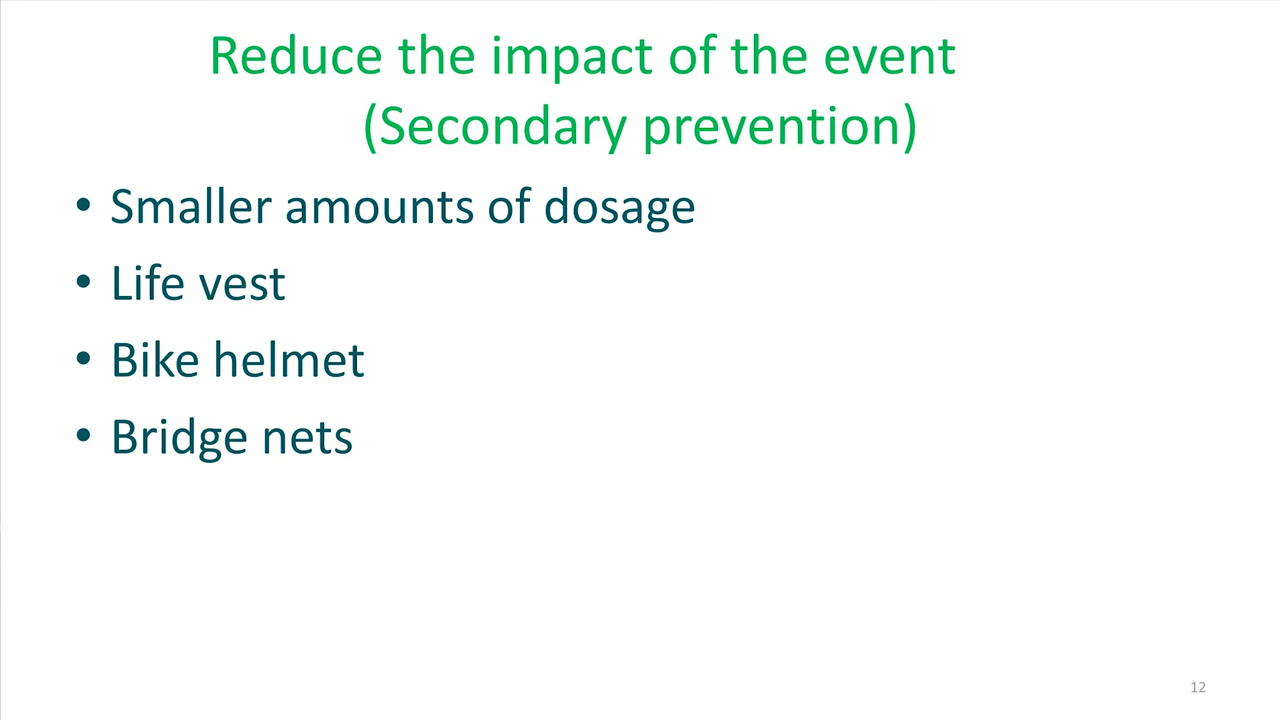 Reduce the impact of the event
(Secondary prevention)
• Smaller amounts of dosage
• Life vest
• Bike helmet
• Bridge nets
12